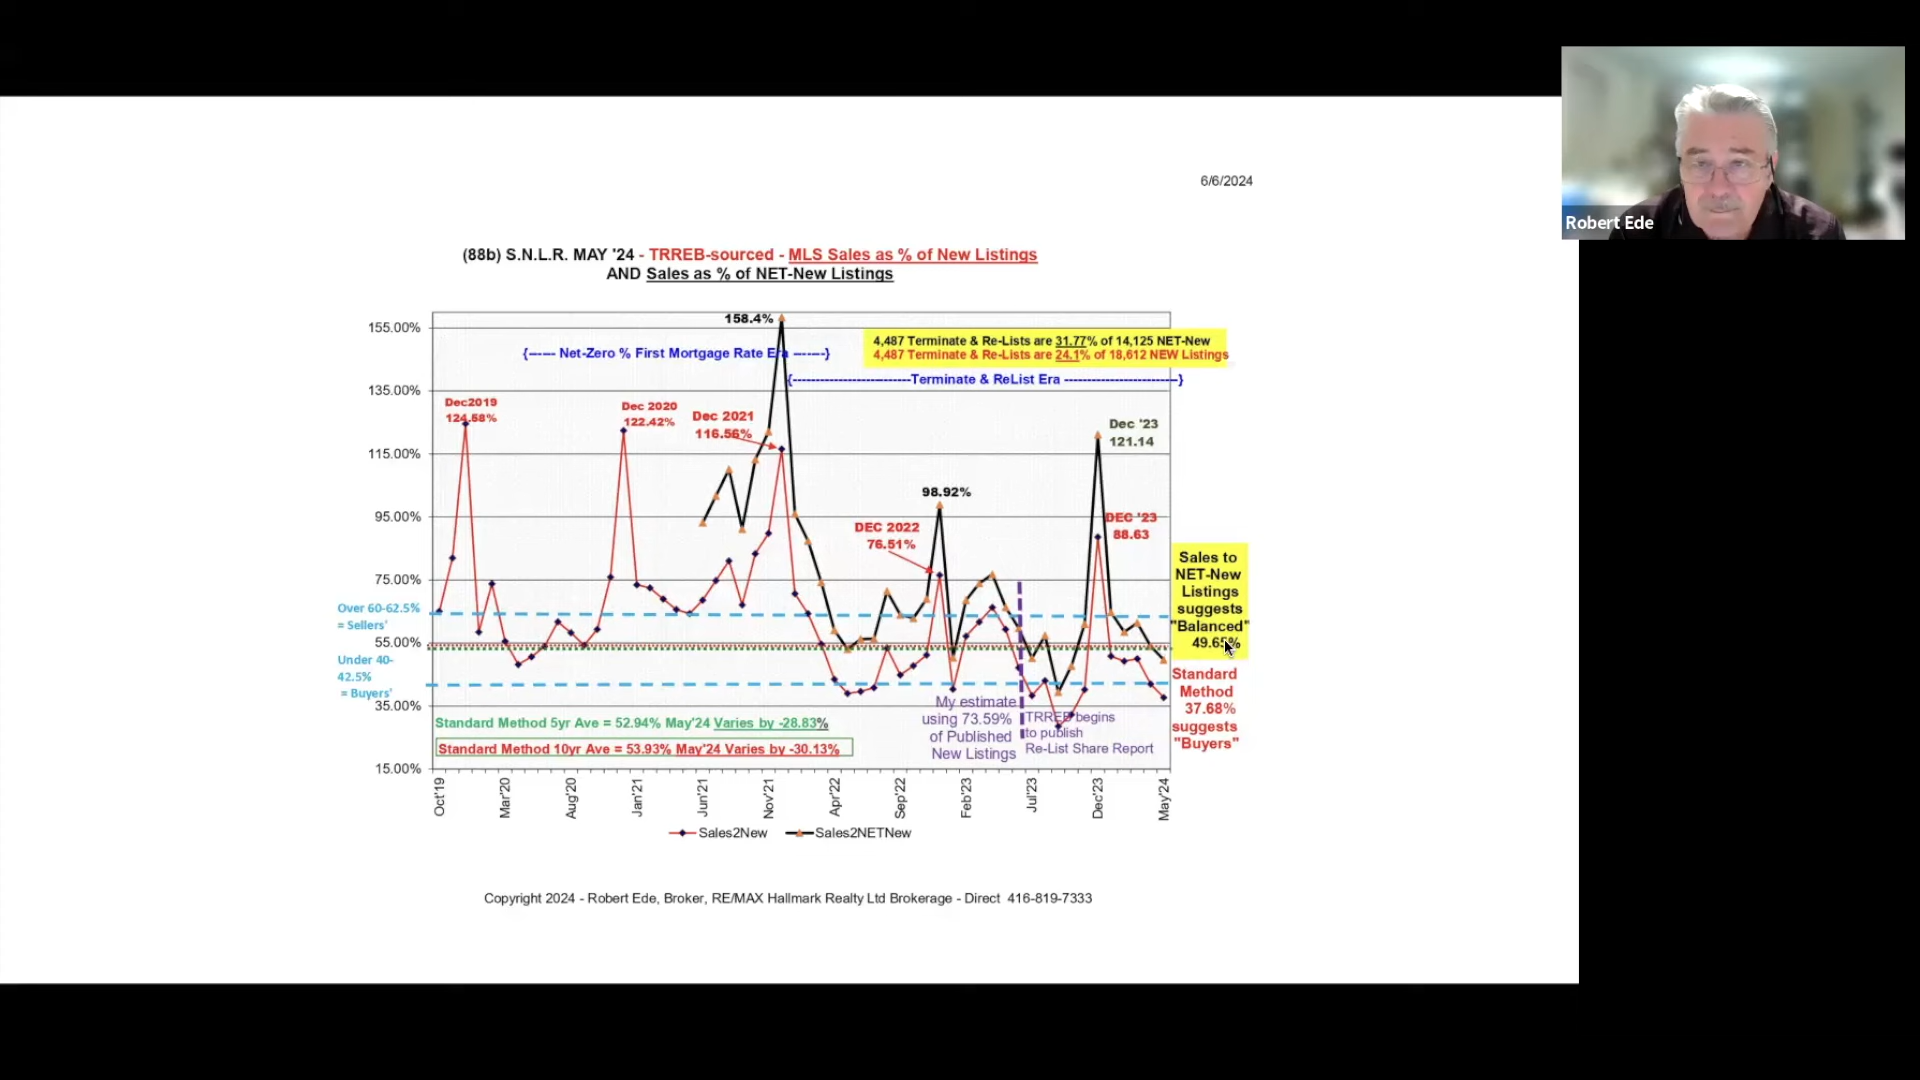 6/6/2024
Robert Ede
(88b) S.N.L.R. MAY '24 - TRREB-sourced - MLS Sales as % of New Listings
AND Sales as % of NET-New Listings
155.00%
135.00%
115.00%
95.00%
75.00%
55.00%
35.00%
15.00%
158.4%
{----- Net-Zero % First Mortgage Rate Era ------}
4,487 Terminate & Re-Lists are 31.77% of 14,125 NET-New
4,487 Terminate & Re-Lists are 24.1% of 18,612 NEW Listings
{--------------------------Terminate & ReList Era -------------------------}
Dec2019
124.58%
Dec 2020
122.42%
Dec 2021
116.56%
Dec '23
121.14
98.92%
DEC 2022
76.51%
DEC '23
88.63
Over 60-62.5%
= Sellers'
Under 40-
42.5%
= Buyers'
Sales to
NET-New
Listings
suggests
"Balanced"
Standard
Method
37.68%
suggests
"Buyers"
My estimate
using 73.59%
of Published
New Listings
TRREB begins
to publish
Re-List Share Report
Standard Method 5yr Ave = 52.94% May'24 Varies by -28.83%
Standard Method 10yr Ave = 53.93% May'24 Varies by -30.13%
Oct'19
Mar'20
Aug'20
Jan'21
Jun'21
Nov'21
Apr'22
Sep'22
Feb'23
Jul'23
Dec'23
May'24
Sales2New
Sales2NETNew
Copyright 2024 - Robert Ede, Broker, RE/MAX Hallmark Realty Ltd Brokerage - Direct 416-819-7333